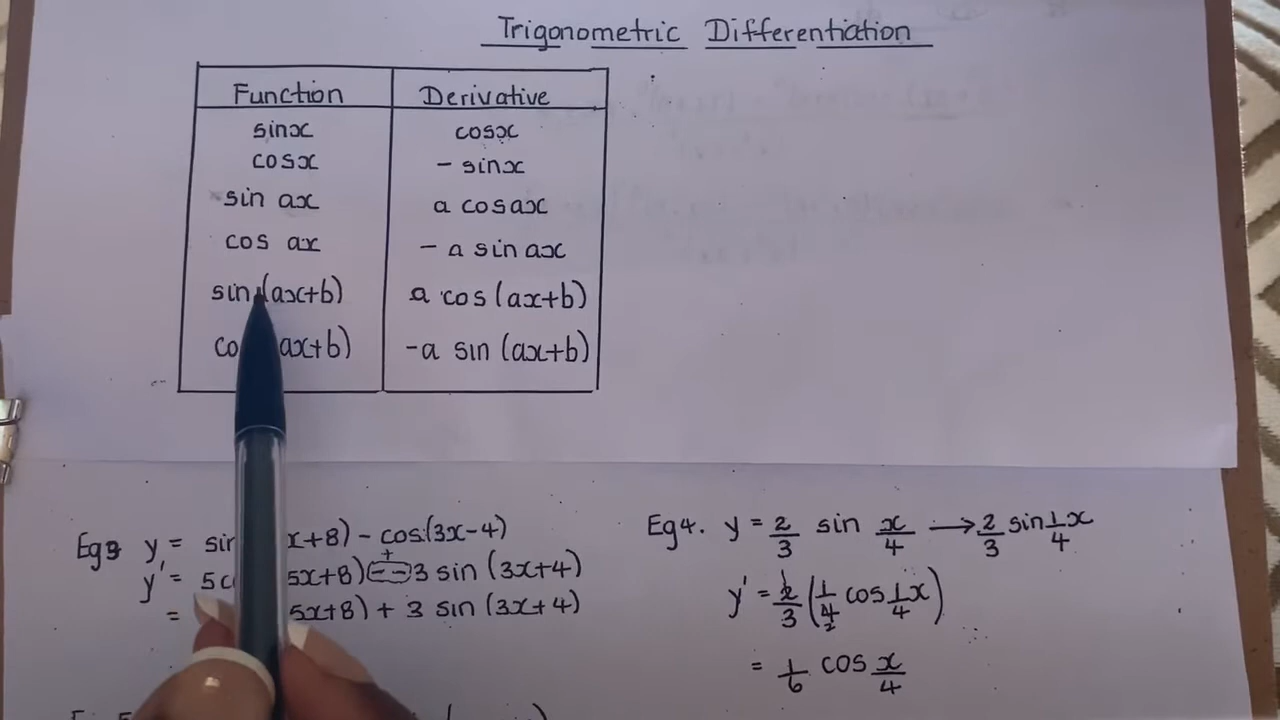 Trigonometric Differentiation
Function Derivative
sinx cosx
cosx - sinx
sin ax a cosax
cos ax - a sin ax
sin (ax+b) a cos (ax+b)
ax+b) -a sin (ax+b)
Eg3 y = x+8) - cos(3x-4)
y' = 5x+8) + - - 3 sin (3x+4)
= 5x+8) + 3 sin (3x+4)
Eg4. y = 2/3 sin x/4 → 2/3 sin 1/4 x
y' = 2/3 (1/4 cos 1/4 x)
= 1/6 cos x/4